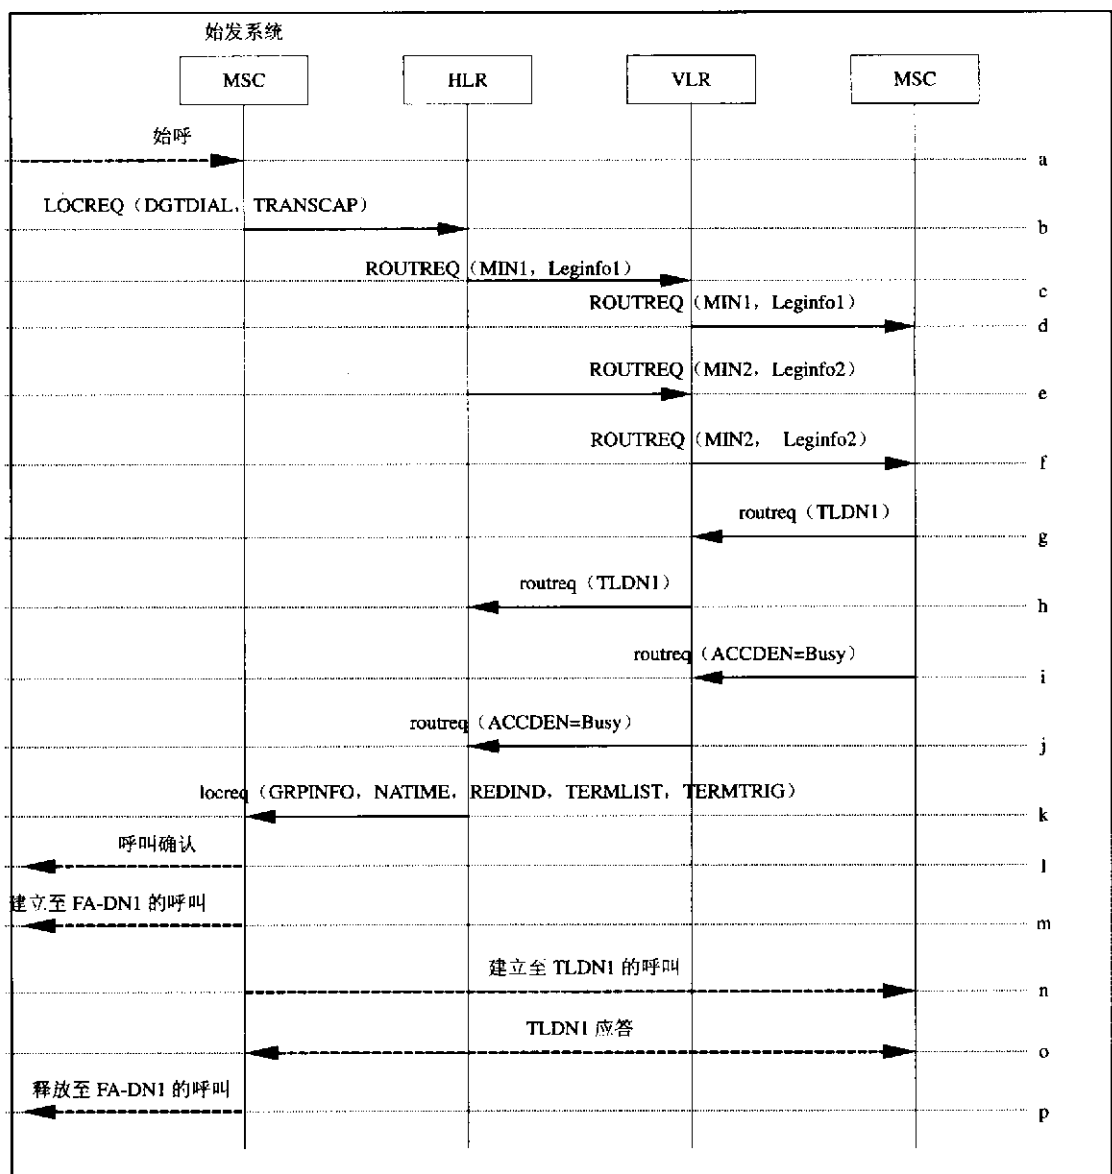 始发系统
MSC HLR VLR MSC
始呼
a
LOCREQ（DGTDIAL，TRANSCAP）
b
ROUTREQ（MIN1，Leginfo1）
c
ROUTREQ（MIN1，Leginfo1）
d
ROUTREQ（MIN2，Leginfo2）
e
ROUTREQ（MIN2， Leginfo2）
f
routreq（TLDN1）
g
routreq（TLDN1）
h
routreq（ACCDEN=Busy）
i
routreq（ACCDEN=Busy）
j
locreq（GRPINFO，NATIME，REDIND，TERMLIST，TERMTRIG）
k
呼叫确认
l
建立至 FA-DN1 的呼叫
m
建立至 TLDN1 的呼叫
n
TLDN1 应答
o
释放至 FA-DN1 的呼叫
p